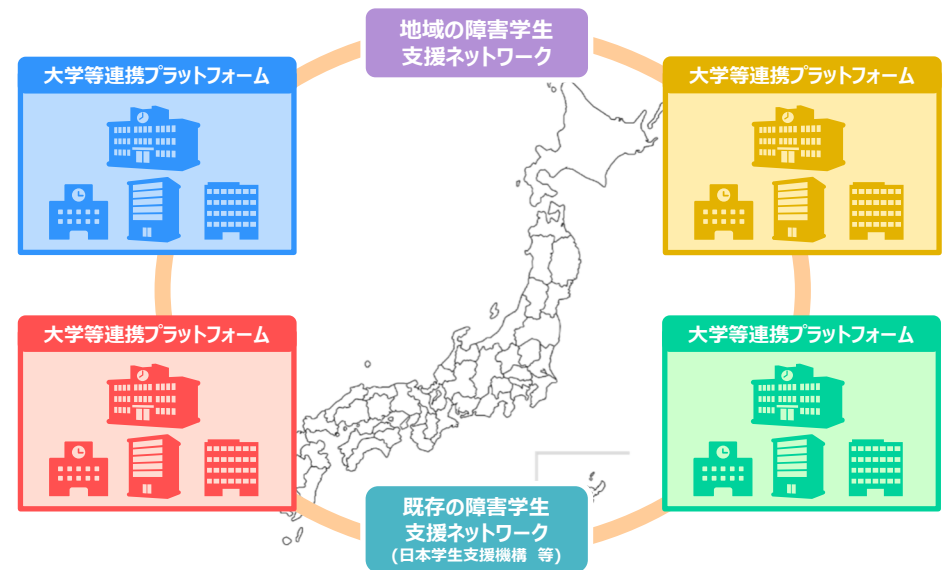 地域の障害学生
支援ネットワーク
大学等連携プラットフォーム
大学等連携プラットフォーム
大学等連携プラットフォーム
大学等連携プラットフォーム
既存の障害学生
支援ネットワーク
(日本学生支援機構 等)